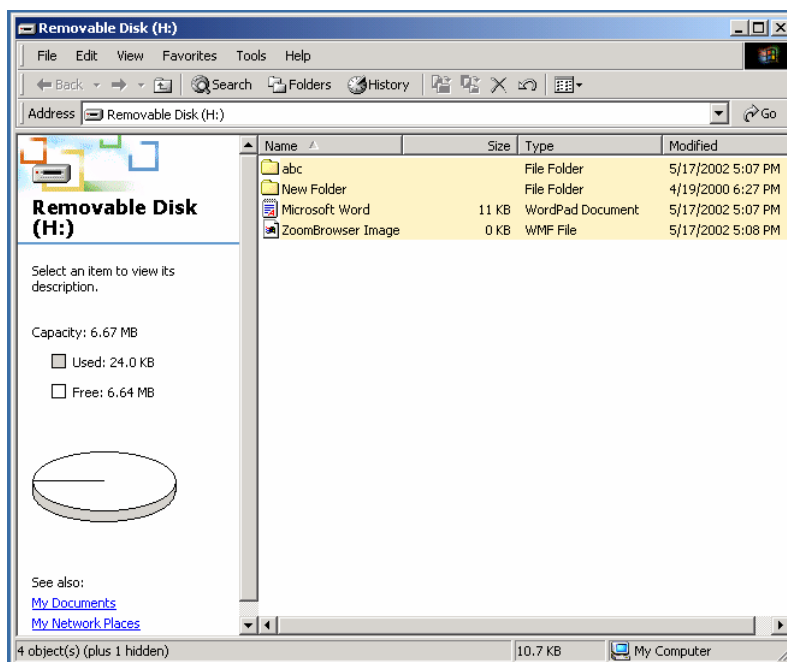 Removable Disk (H:)
File Edit View Favorites Tools Help
Back Search Folders History
Address Removable Disk (H:) Go
Removable Disk
(H:)
Select an item to view its
description.
Capacity: 6.67 MB
Used: 24.0 KB
Free: 6.64 MB
See also:
My Documents
My Network Places
Name Size Type Modified
abc File Folder 5/17/2002 5:07 PM
New Folder File Folder 4/19/2000 6:27 PM
Microsoft Word 11 KB WordPad Document 5/17/2002 5:07 PM
ZoomBrowser Image 0 KB WMF File 5/17/2002 5:08 PM
4 object(s) (plus 1 hidden) 10.7 KB My Computer